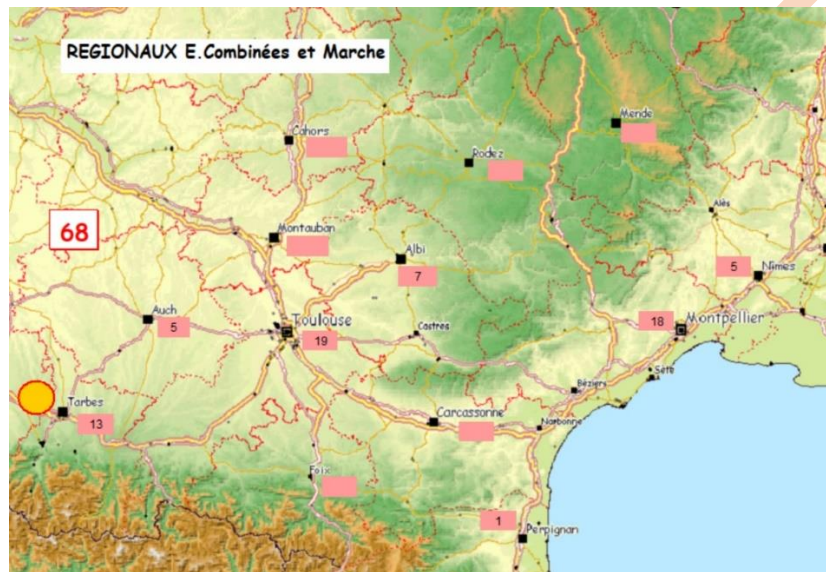 REGIONAUX E.Combinées et Marche
Mende
Cahors
Rodez
Alès
68
Montauban
Albi
7
5
Nîmes
Auch
5
Toulouse
19
Castres
18
Montpellier
Béziers
Sète
Tarbes
13
Carcassonne
Narbonne
Foix
1
Perpignan